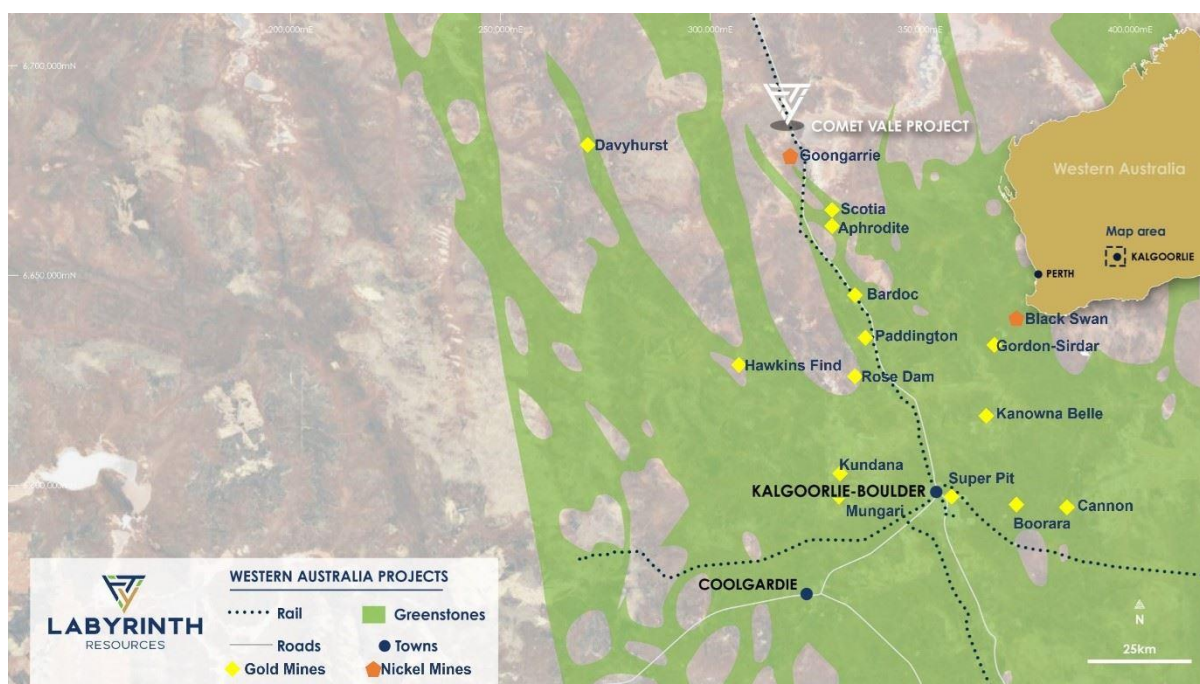 200,000mE
250,000mE
300,000mE
350,000mE
400,000mE
6,700,000mN
COMET VALE PROJECT
Davyhurst
Goongarrie
Western Australia
Scotia
Aphrodite
Map area
KALGOORLIE
PERTH
6,650,000mN
Bardoc
Black Swan
Paddington
Gordon-Sirdar
Hawkins Find
Rose Dam
Kanowna Belle
Kundana
Super Pit
KALGOORLIE-BOULDER
Mungari
Cannon
Boorara
COOLGARDIE
LABYRINTH
RESOURCES
WESTERN AUSTRALIA PROJECTS
Rail
Greenstones
Roads
Towns
Gold Mines
Nickel Mines
N
25km